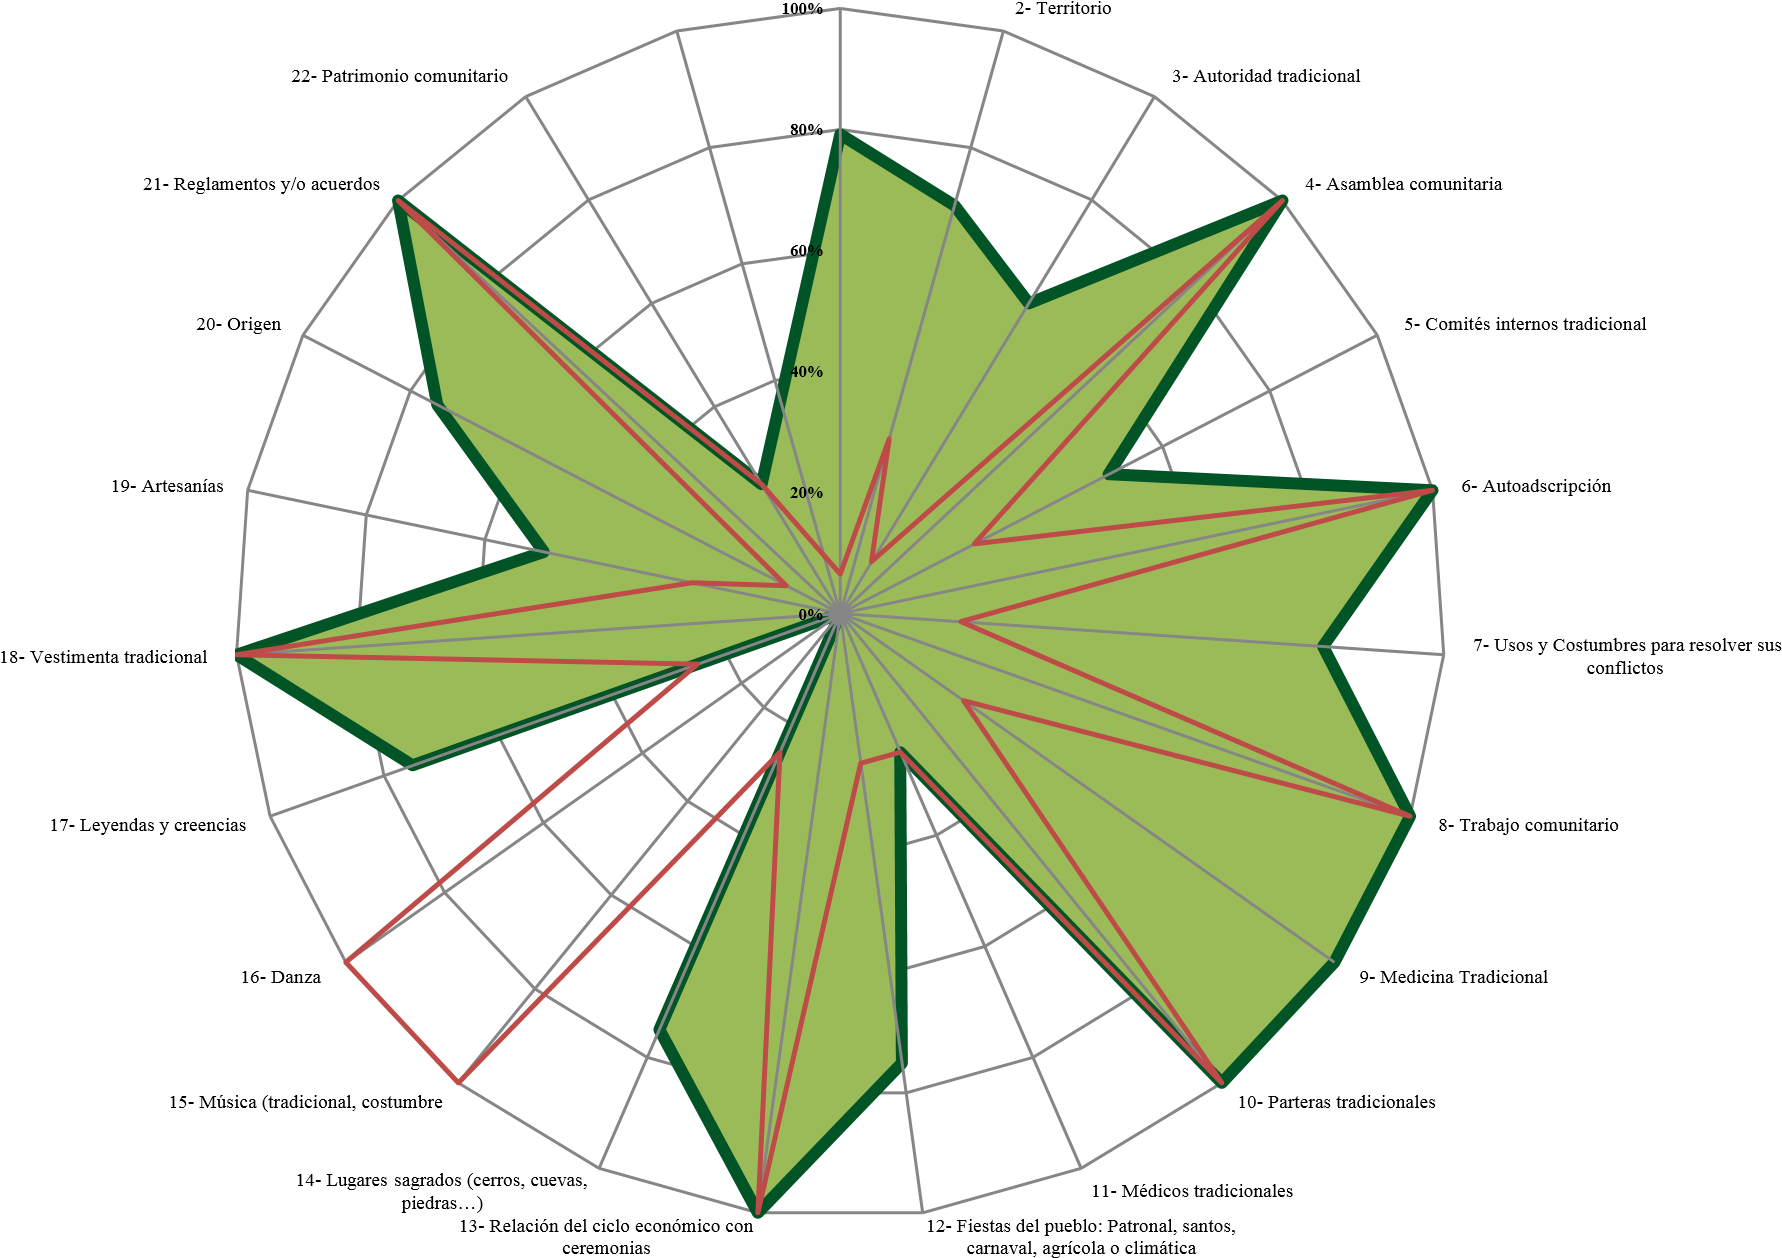 100%
80%
60%
40%
20%
0%
2- Territorio
3- Autoridad tradicional
4- Asamblea comunitaria
5- Comités internos tradicional
6- Autoadscripción
7- Usos y Costumbres para resolver sus
conflictos
8- Trabajo comunitario
9- Medicina Tradicional
10- Parteras tradicionales
11- Médicos tradicionales
12- Fiestas del pueblo: Patronal, santos,
carnaval, agrícola o climática
13- Relación del ciclo económico con
ceremonias
14- Lugares sagrados (cerros, cuevas,
piedras…)
15- Música (tradicional, costumbre
16- Danza
17- Leyendas y creencias
18- Vestimenta tradicional
19- Artesanías
20- Origen
21- Reglamentos y/o acuerdos
22- Patrimonio comunitario